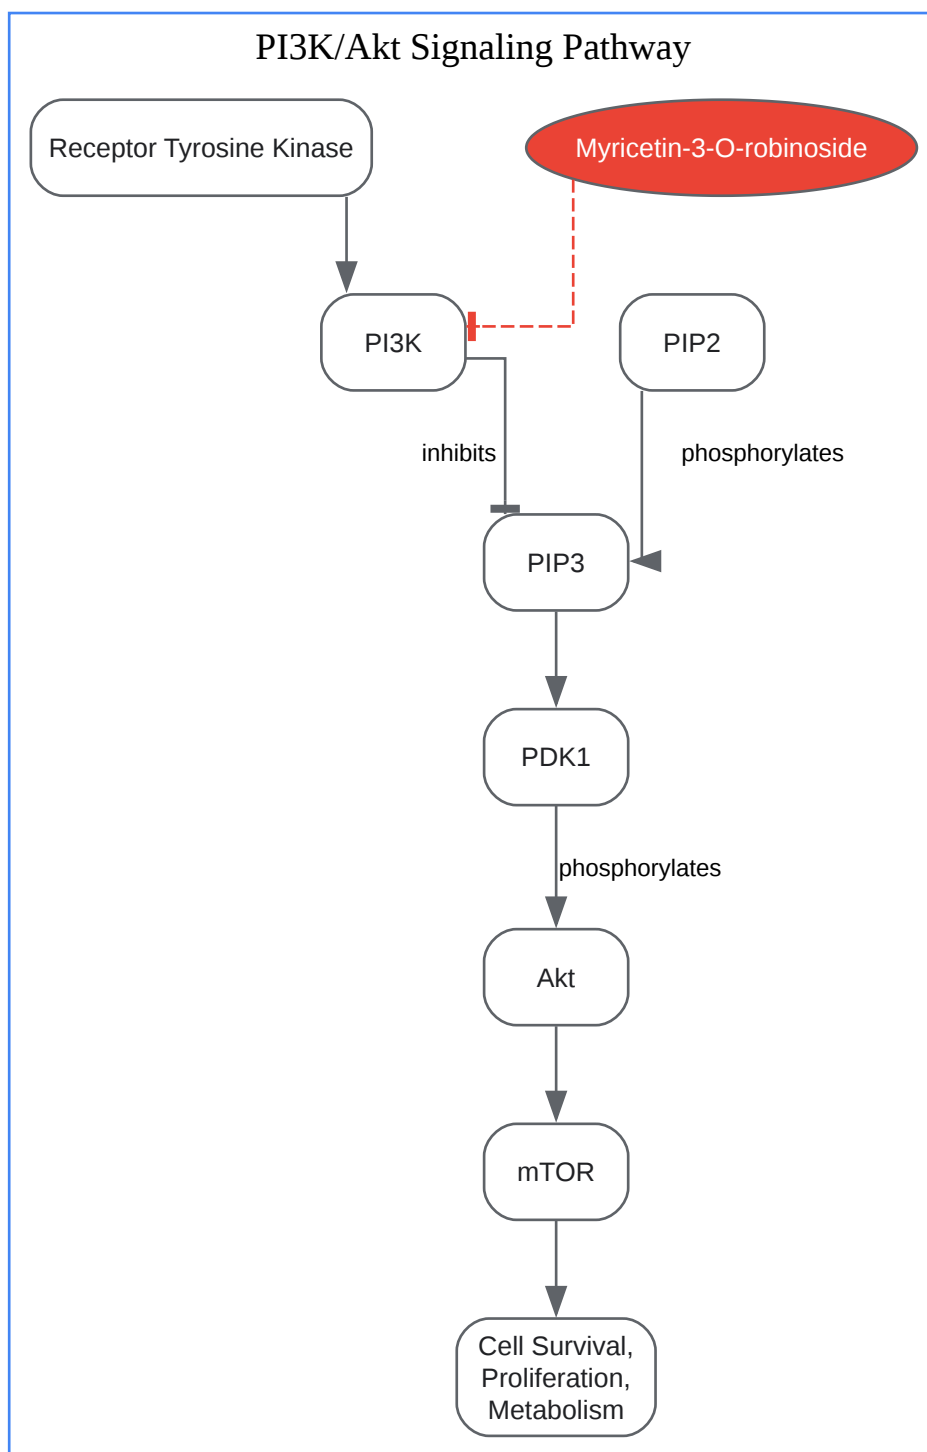 PI3K/Akt Signaling Pathway
Receptor Tyrosine Kinase
Myricetin-3-O-robinoside
PI3K
PIP2
inhibits
phosphorylates
PIP3
PDK1
phosphorylates
Akt
mTOR
Cell Survival,
Proliferation,
Metabolism